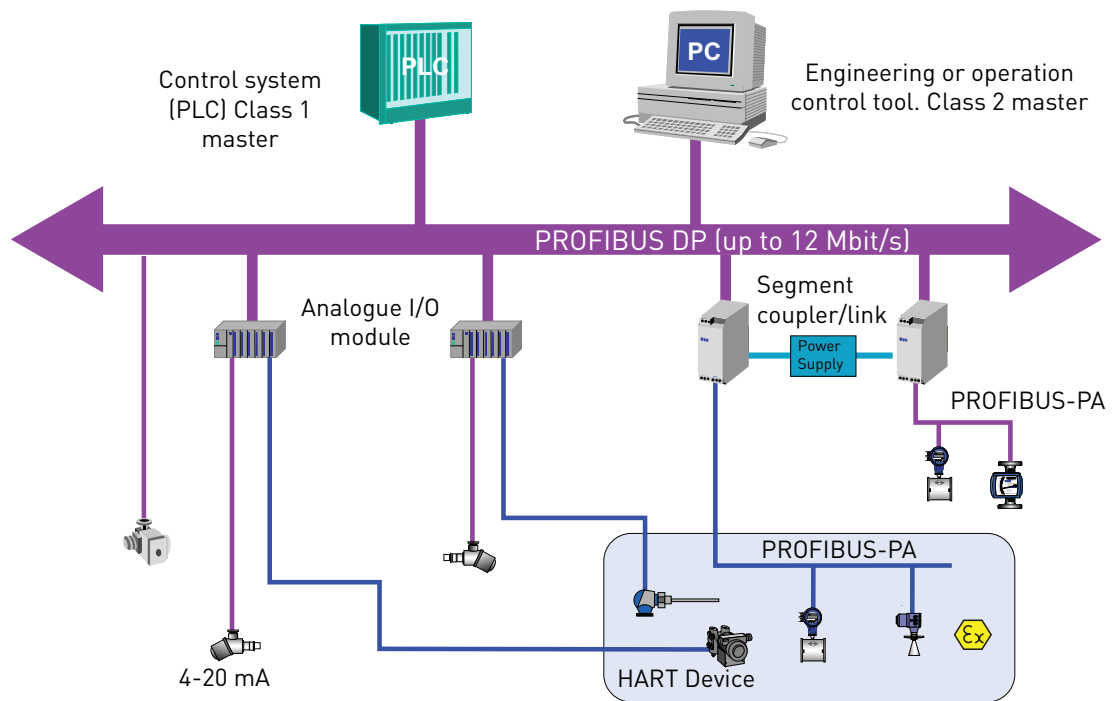 PLC
PC
Control system
(PLC) Class 1
master
Engineering or operation
control tool. Class 2 master
PROFIBUS DP (up to 12 Mbit/s)
Analogue I/O
module
Segment
coupler/link
Power
Supply
PROFIBUS-PA
PROFIBUS-PA
Ex
HART Device
4-20 mA